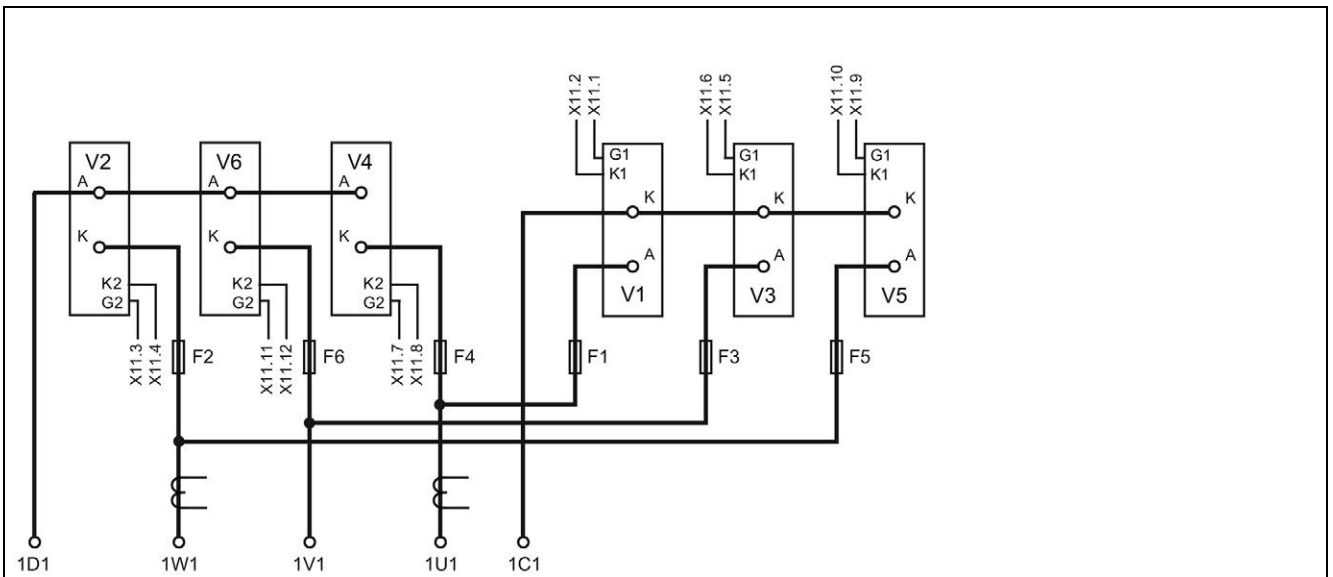 X11.2
X11.1
X11.6
X11.5
X11.10
X11.9
V2
V6
V4
G1
K1
G1
K1
G1
K1
A
A
A
K
K
K
K
K
K
A
A
A
K2
G2
K2
G2
K2
G2
V1
V3
V5
X11.3
X11.4
F2
X11.11
X11.12
F6
X11.7
X11.8
F4
F1
F3
F5
1D1
1W1
1V1
1U1
1C1